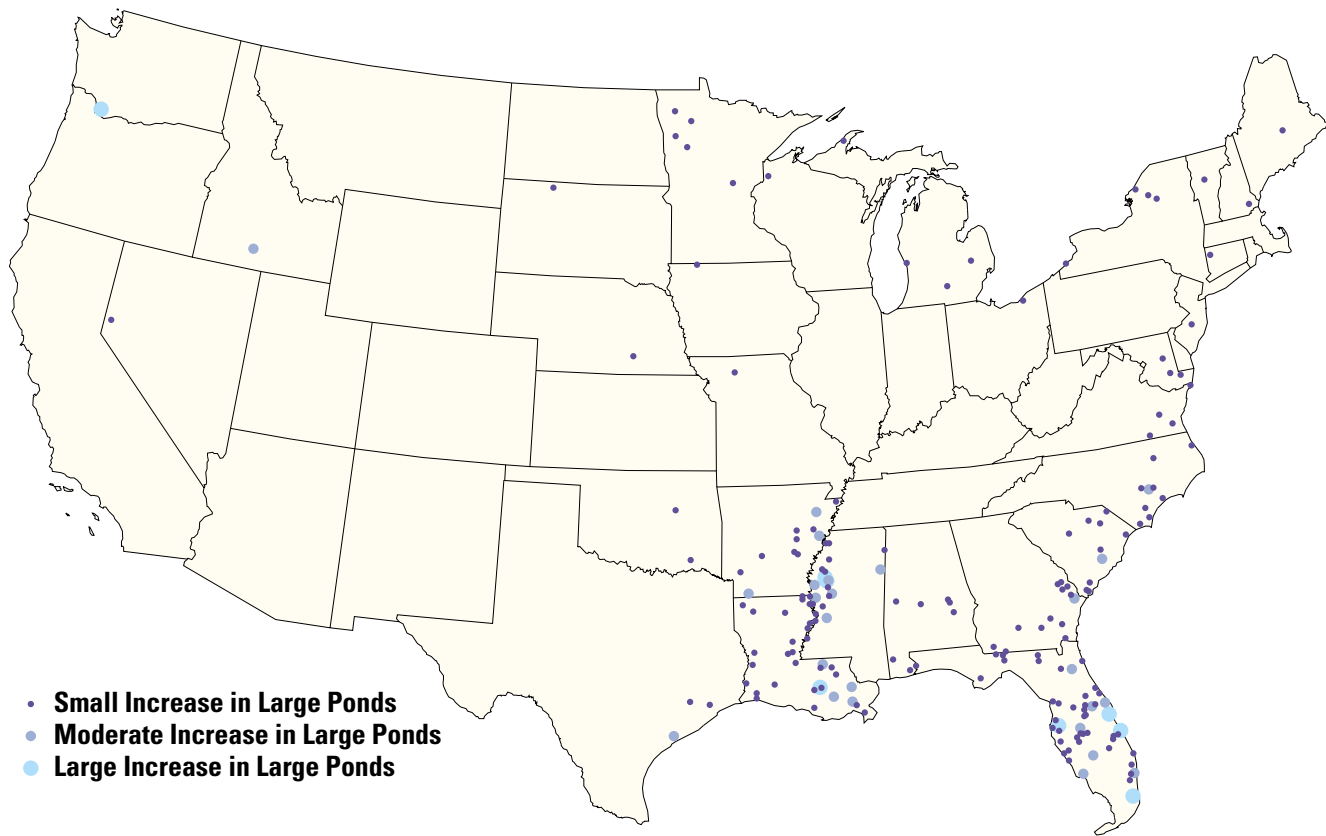 Small Increase in Large Ponds
Moderate Increase in Large Ponds
Large Increase in Large Ponds